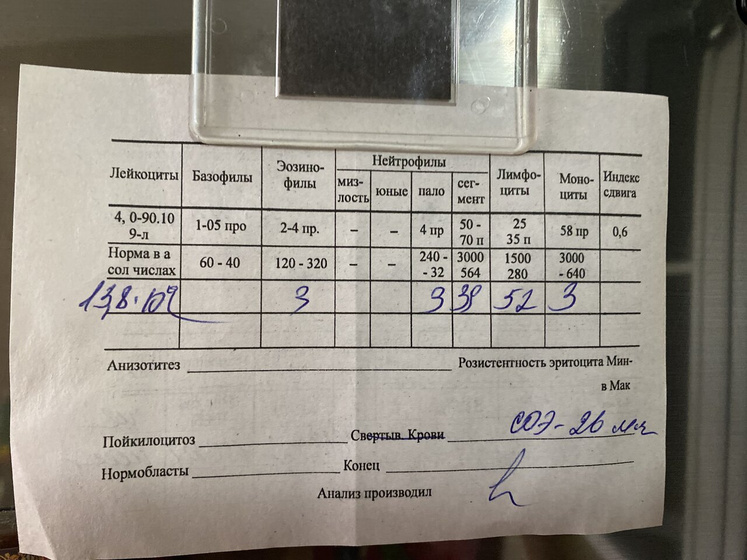 Лейкоциты Базофилы Эозино-филы Нейтрофилы Лимфо-циты Моно-циты Индекс сдвига
миз-лость юные пало сег-мент
4, 0-90.10 9-л 1-05 про 2-4 пр. – – 4 пр 50 - 70 п 25 35 п 58 пр 0,6
Норма в а сол числах 60 - 40 120 - 320 – – 240 - - 32 3000 564 1500 280 3000 - 640
13,8·10⁹ 3 3 39 52 3
Анизотитез Розистентность эритоцита Мин-
в Мак
Пойкилоцитоз Свертыв. Крови СОЭ - 26 мм
Нормобласты Конец
Анализ производил